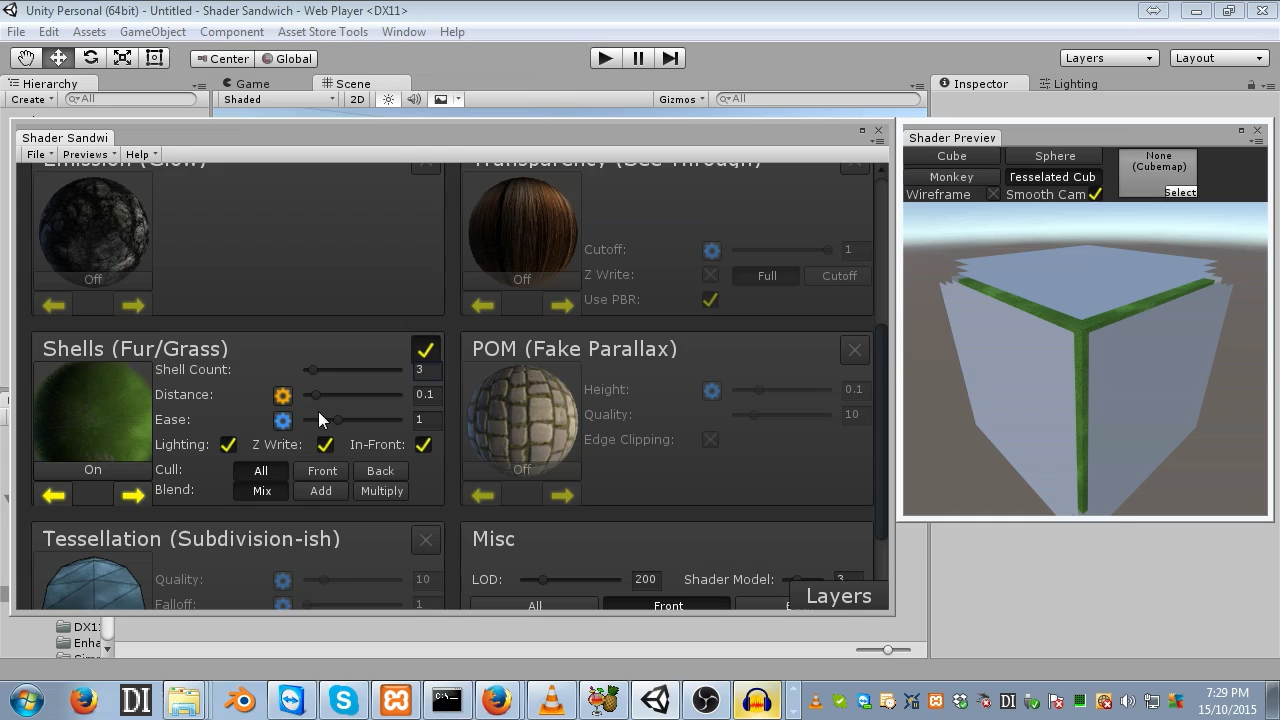 Unity Personal (64bit) - Untitled - Shader Sandwich - Web Player <DX11>
File Edit Assets GameObject Component Asset Store Tools Window Help
Center Global Layers Layout
Hierarchy Game Scene Inspector Lighting
Create All Shaded 2D Gizmos All
Shader Sandwi
File Previews Help
Emission (Glow) Transparency (See Through)
Off
Cutoff: 1
Z Write: Full Cutoff
Use PBR:
Off
Shells (Fur/Grass)
Shell Count: 3
Distance: 0.1
Ease: 1
Lighting: Z Write: In-Front:
Cull: All Front Back
Blend: Mix Add Multiply
On
POM (Fake Parallax)
Height: 0.1
Quality: 10
Edge Clipping:
Off
Tessellation (Subdivision-ish)
Quality: 10
Falloff: 1
Misc
LOD: 200 Shader Model: 3
All Front
Layers
Shader Preview
Cube Sphere
Monkey Tesselated Cub
Wireframe Smooth Cam
None
(Cubemap)
Select
DX1
Enha
DI
DI
7:29 PM
15/10/2015